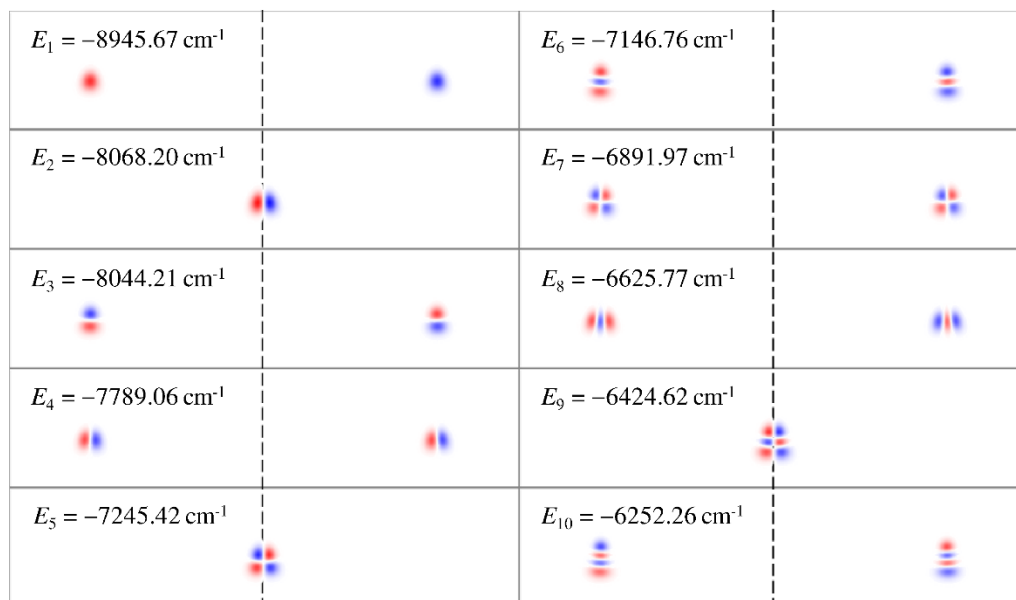 E₁ = −8945.67 cm⁻¹
E₂ = −8068.20 cm⁻¹
E₃ = −8044.21 cm⁻¹
E₄ = −7789.06 cm⁻¹
E₅ = −7245.42 cm⁻¹
E₆ = −7146.76 cm⁻¹
E₇ = −6891.97 cm⁻¹
E₈ = −6625.77 cm⁻¹
E₉ = −6424.62 cm⁻¹
E₁₀ = −6252.26 cm⁻¹